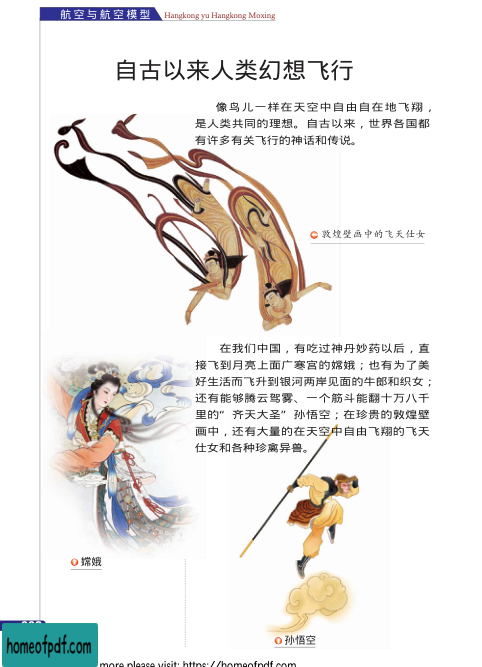 航空与航空模型 Hangkong yu Hangkong Moxing
自古以来人类幻想飞行
像鸟儿一样在天空中自由自在地飞翔，
是人类共同的理想。自古以来，世界各国都
有许多有关飞行的神话和传说。
敦煌壁画中的飞天仕女
在我们中国，有吃过神丹妙药以后，直
接飞到月亮上面广寒宫的嫦娥；也有为了美
好生活而飞升到银河两岸见面的牛郎和织女；
还有能够腾云驾雾、一个筋斗能翻十万八千
里的“齐天大圣”孙悟空；在珍贵的敦煌壁
画中，还有大量的在天空中自由飞翔的飞天
仕女和各种珍禽异兽。
嫦娥
孙悟空
homeofpdf.com
more please visit: https://homeofpdf.com